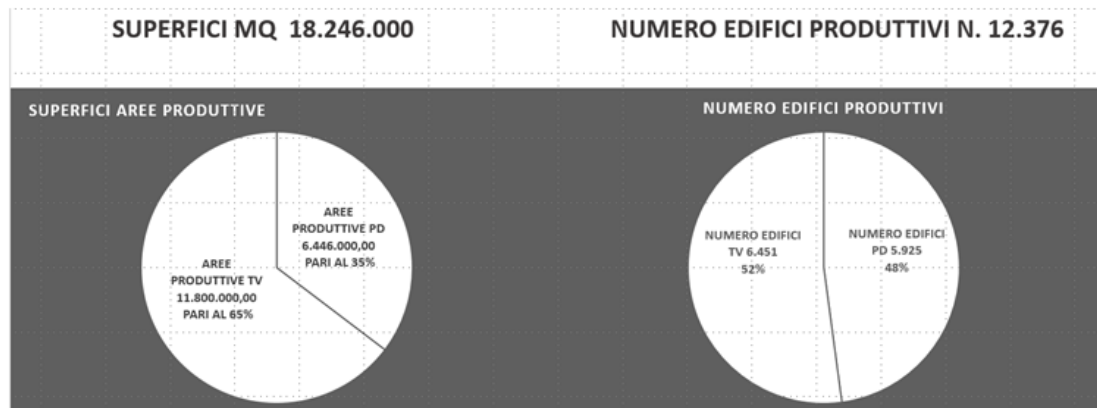 SUPERFICI MQ 18.246.000
NUMERO EDIFICI PRODUTTIVI N. 12.376
SUPERFICI AREE PRODUTTIVE
AREE
PRODUTTIVE PD
6.446.000,00
PARI AL 35%
AREE
PRODUTTIVE TV
11.800.000,00
PARI AL 65%
NUMERO EDIFICI PRODUTTIVI
NUMERO EDIFICI
TV 6.451
52%
NUMERO EDIFICI
PD 5.925
48%